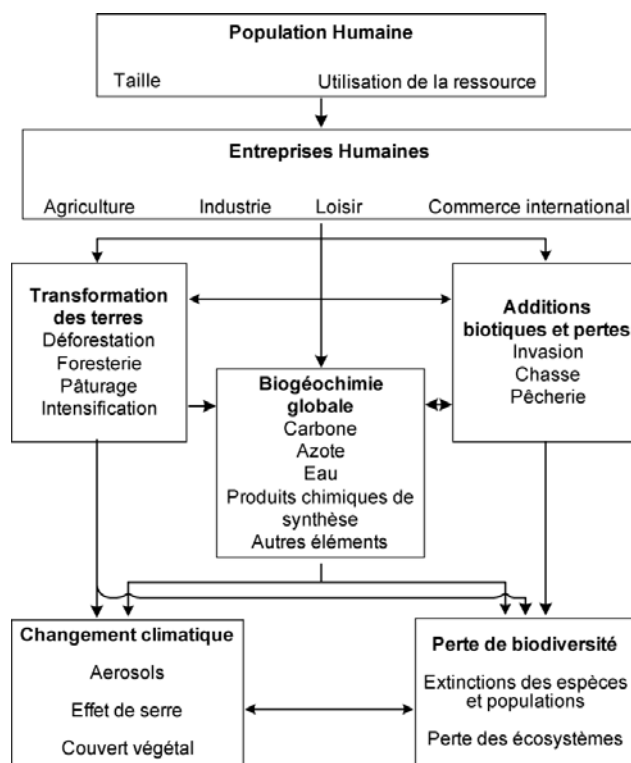 Population Humaine
Taille Utilisation de la ressource
Entreprises Humaines
Agriculture Industrie Loisir Commerce international
Transformation
des terres
Déforestation
Foresterie
Pâturage
Intensification
Additions
biotiques et pertes
Invasion
Chasse
Pêcherie
Biogéochimie
globale
Carbone
Azote
Eau
Produits chimiques de
synthèse
Autres éléments
Changement climatique
Aerosols
Effet de serre
Couvert végétal
Perte de biodiversité
Extinctions des espèces
et populations
Perte des écosystèmes